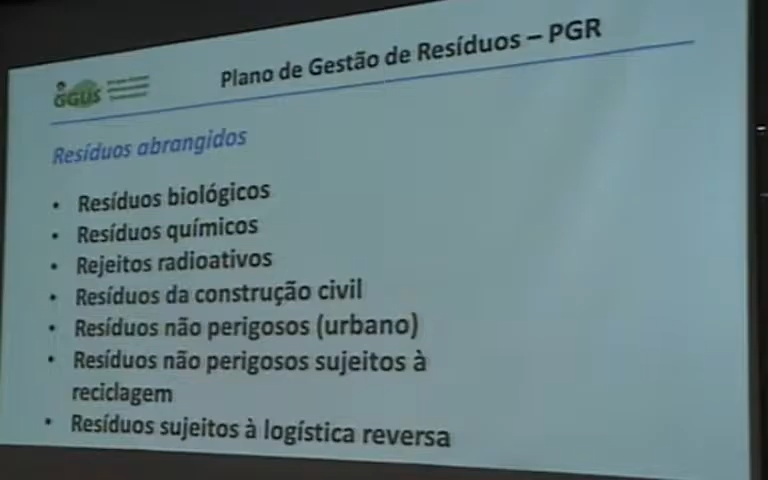 GGUS
Plano de Gestão de Resíduos – PGR
Resíduos abrangidos
• Resíduos biológicos
• Resíduos químicos
• Rejeitos radioativos
• Resíduos da construção civil
• Resíduos não perigosos (urbano)
• Resíduos não perigosos sujeitos à
reciclagem
• Resíduos sujeitos à logística reversa